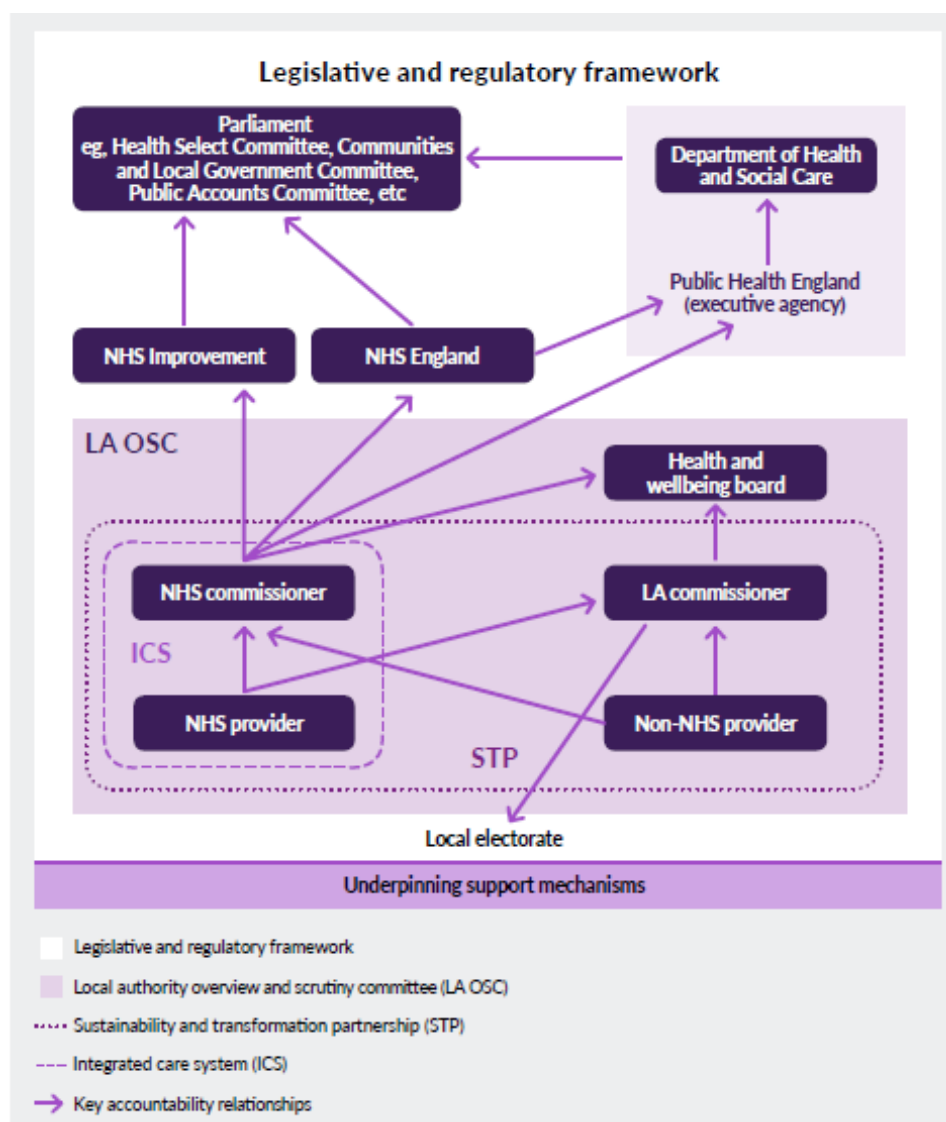 Legislative and regulatory framework
Parliament
eg, Health Select Committee, Communities
and Local Government Committee,
Public Accounts Committee, etc
Department of Health
and Social Care
Public Health England
(executive agency)
NHS Improvement
NHS England
LA OSC
Health and
wellbeing board
NHS commissioner
LA commissioner
ICS
NHS provider
Non-NHS provider
STP
Local electorate
Underpinning support mechanisms
Legislative and regulatory framework
Local authority overview and scrutiny committee (LA OSC)
Sustainability and transformation partnership (STP)
Integrated care system (ICS)
Key accountability relationships